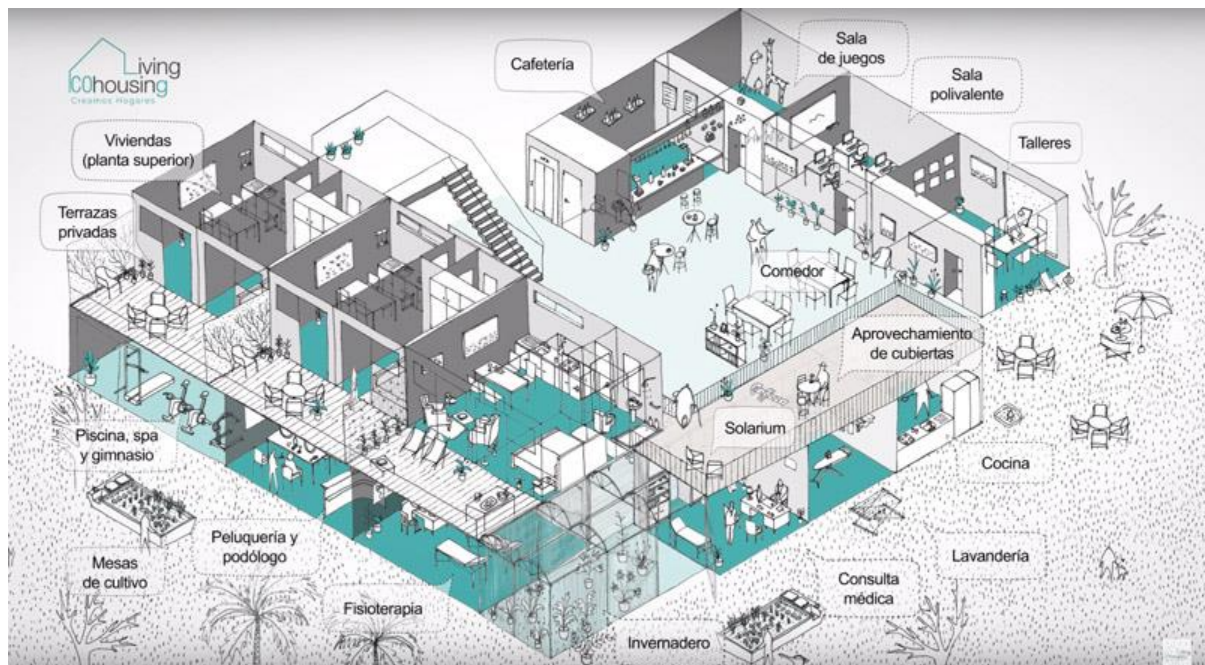 Living
COhousing
Creamos Hogares
Cafetería
Sala
de juegos
Sala
polivalente
Talleres
Viviendas
(planta superior)
Terrazas
privadas
Comedor
Aprovechamiento
de cubiertas
Solarium
Piscina, spa
y gimnasio
Cocina
Peluquería y
podólogo
Mesas
de cultivo
Fisioterapia
Invernadero
Consulta
médica
Lavandería